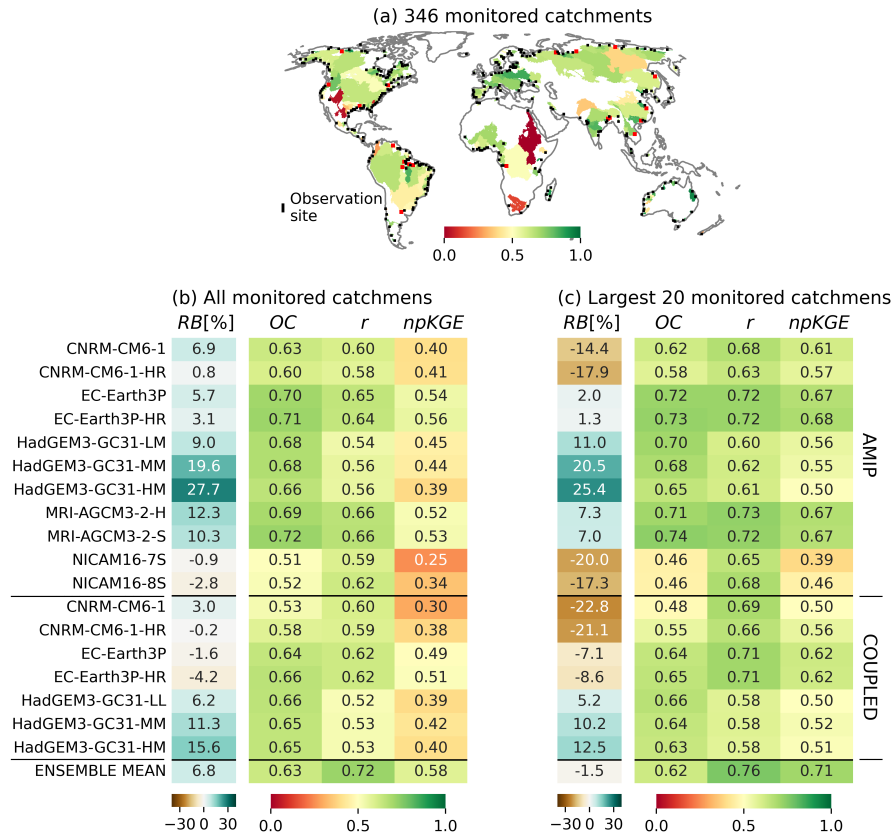 (a) 346 monitored catchments
Observation
site
0.0 0.5 1.0
(b) All monitored catchmens
(c) Largest 20 monitored catchments
RB[%] OC r npKGE RB[%] OC r npKGE
CNRM-CM6-1 6.9 0.63 0.60 0.40 -14.4 0.62 0.68 0.61
CNRM-CM6-1-HR 0.8 0.60 0.58 0.41 -17.9 0.58 0.63 0.57
EC-Earth3P 5.7 0.70 0.65 0.54 2.0 0.72 0.72 0.67
EC-Earth3P-HR 3.1 0.71 0.64 0.56 1.3 0.73 0.72 0.68
HadGEM3-GC31-LM 9.0 0.68 0.54 0.45 11.0 0.70 0.60 0.56
HadGEM3-GC31-MM 19.6 0.68 0.56 0.44 20.5 0.68 0.62 0.55
HadGEM3-GC31-HM 27.7 0.66 0.56 0.39 25.4 0.65 0.61 0.50
MRI-AGCM3-2-H 12.3 0.69 0.66 0.52 7.3 0.71 0.73 0.67
MRI-AGCM3-2-S 10.3 0.72 0.66 0.53 7.0 0.74 0.72 0.67
NICAM16-7S -0.9 0.51 0.59 0.25 -20.0 0.46 0.65 0.39
NICAM16-8S -2.8 0.52 0.62 0.34 -17.3 0.46 0.68 0.46
AMIP
CNRM-CM6-1 3.0 0.53 0.60 0.30 -22.8 0.48 0.69 0.50
CNRM-CM6-1-HR -0.2 0.58 0.59 0.38 -21.1 0.55 0.66 0.56
EC-Earth3P -1.6 0.64 0.62 0.49 -7.1 0.64 0.71 0.62
EC-Earth3P-HR -4.2 0.66 0.62 0.51 -8.6 0.65 0.71 0.62
HadGEM3-GC31-LL 6.2 0.66 0.52 0.39 5.2 0.66 0.58 0.50
HadGEM3-GC31-MM 11.3 0.65 0.53 0.42 10.2 0.64 0.58 0.52
HadGEM3-GC31-HM 15.6 0.65 0.53 0.40 12.5 0.63 0.58 0.51
COUPLED
ENSEMBLE MEAN 6.8 0.63 0.72 0.58 -1.5 0.62 0.76 0.71
−30 0 30 0.0 0.5 1.0 −30 0 30 0.0 0.5 1.0